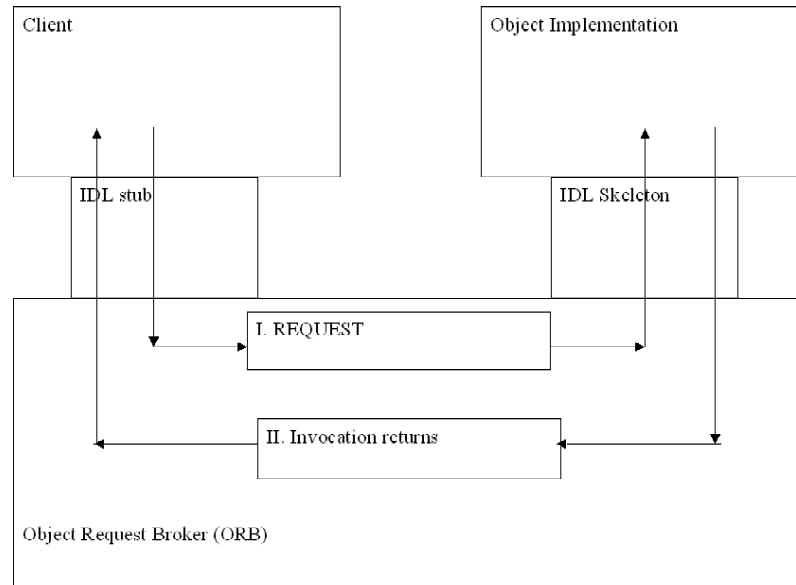 Client
Object Implementation
IDL stub
IDL Skeleton
I. REQUEST
II. Invocation returns
Object Request Broker (ORB)